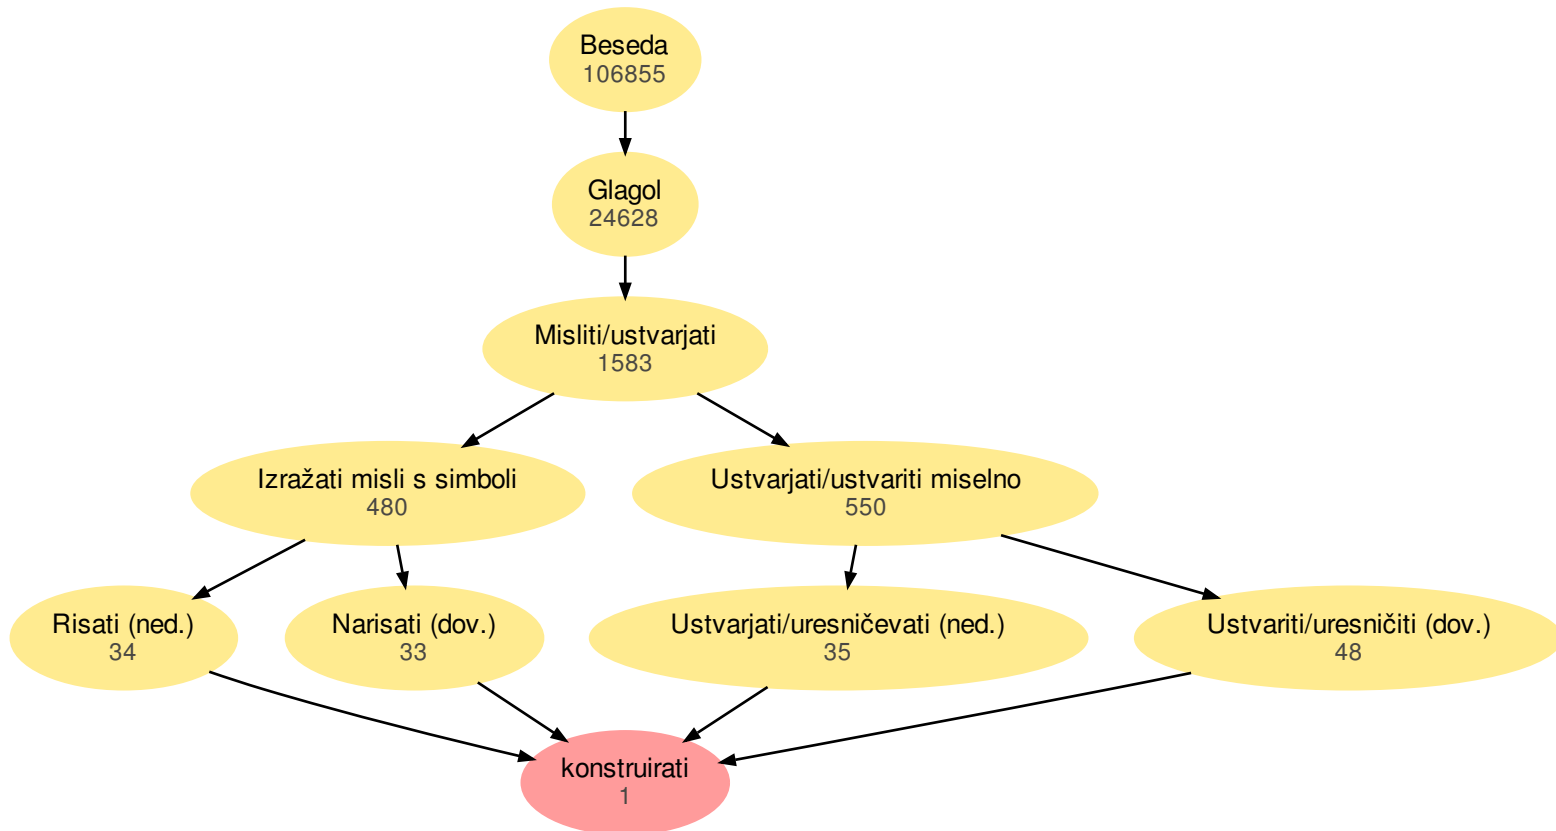 Beseda
106855
Glagol
24628
Misliti/ustvarjati
1583
Izražati misli s simboli
480
Ustvarjati/ustvariti miselno
550
Risati (ned.)
34
Narisati (dov.)
33
Ustvarjati/uresničevati (ned.)
35
Ustvariti/uresničiti (dov.)
48
konstruirati
1